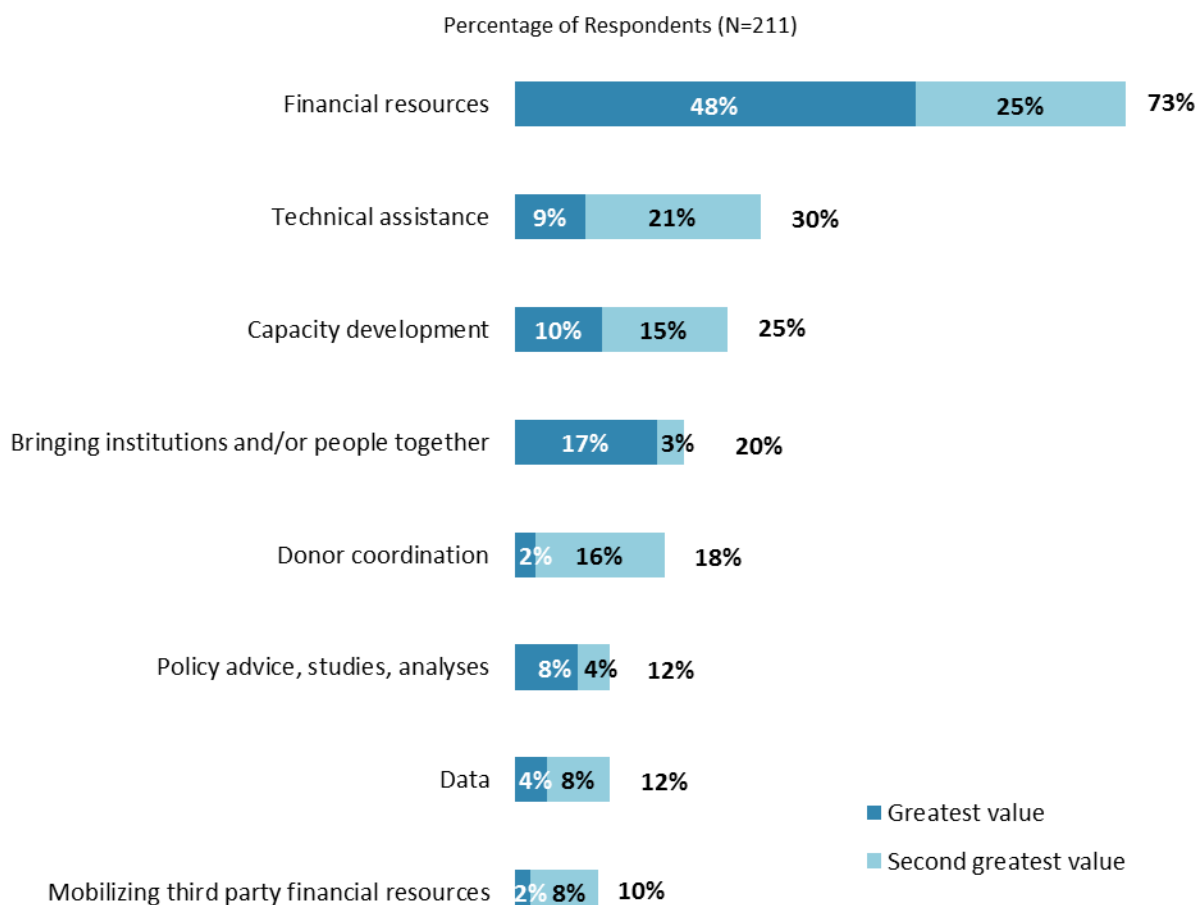 Percentage of Respondents (N=211)
Financial resources 48% 25% 73%
Technical assistance 9% 21% 30%
Capacity development 10% 15% 25%
Bringing institutions and/or people together 17% 3% 20%
Donor coordination 2% 16% 18%
Policy advice, studies, analyses 8% 4% 12%
Data 4% 8% 12%
Greatest value
Second greatest value
Mobilizing third party financial resources 2% 8% 10%